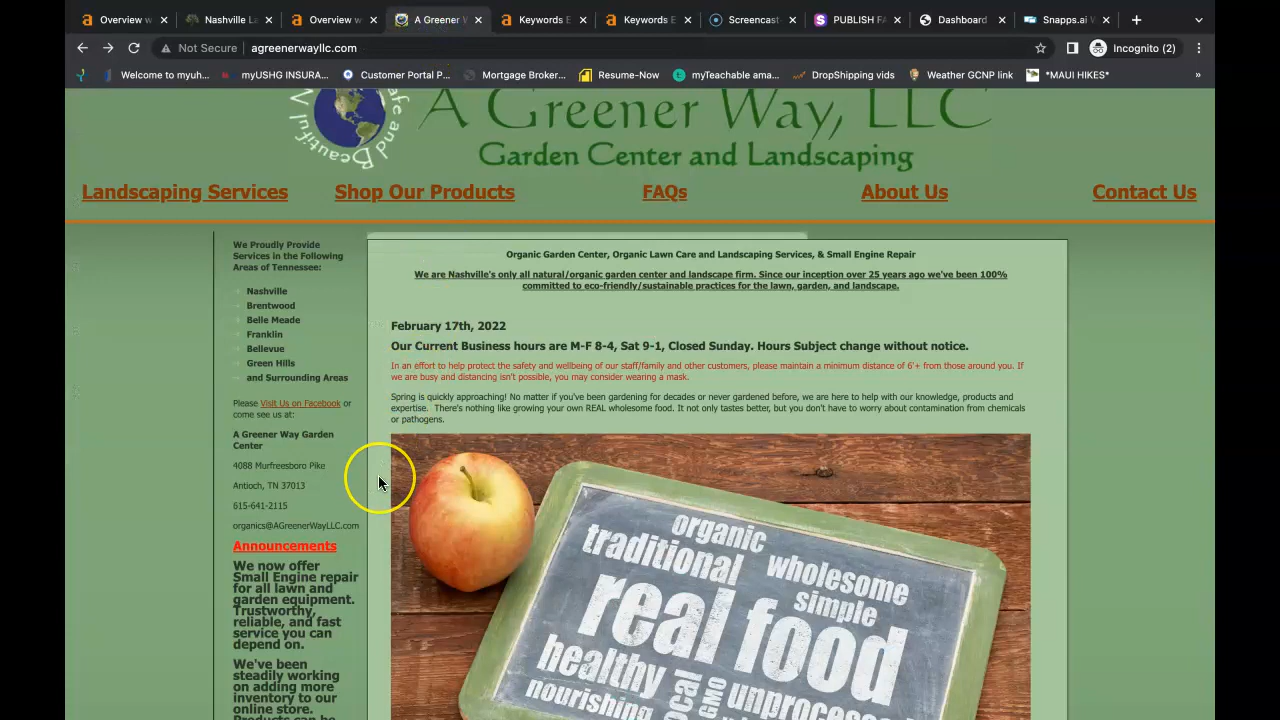 Overview w
Nashville La
Overview w
A Greener W
Keywords E
Keywords E
Screencast
PUBLISH FA
Dashboard
Snapps.ai W
Not Secure
agreenerwayllc.com
Incognito (2)
Welcome to myuh...
myUSHG INSURA...
Customer Portal P...
Mortgage Broker...
Resume-Now
myTeachable ama...
DropShipping vids
Weather GCNP link
*MAUI HIKES*
»
A Greener Way, LLC
Safe and Beautiful
Garden Center and Landscaping
Landscaping Services
Shop Our Products
FAQs
About Us
Contact Us
We Proudly Provide
Services in the Following
Areas of Tennessee:
Nashville
Brentwood
Belle Meade
Franklin
Bellevue
Green Hills
and Surrounding Areas
Please Visit Us on Facebook or
come see us at:
A Greener Way Garden
Center
4088 Murfreesboro Pike
Antioch, TN 37013
615-641-2115
organics@AGreenerWayLLC.com
Announcements
We now offer
Small Engine repair
for all lawn and
garden equipment.
Trustworthy,
reliable, and fast
service you can
depend on.
We've been
steadily working
on adding more
inventory to our
online store.
Products can be
Organic Garden Center, Organic Lawn Care and Landscaping Services, & Small Engine Repair
We are Nashville's only all natural/organic garden center and landscape firm. Since our inception over 25 years ago we've been 100%
committed to eco-friendly/sustainable practices for the lawn, garden, and landscape.
February 17th, 2022
Our Current Business hours are M-F 8-4, Sat 9-1, Closed Sunday. Hours Subject change without notice.
In an effort to help protect the safety and wellbeing of our staff/family and other customers, please maintain a minimum distance of 6'+ from those around you. If
we are busy and distancing isn't possible, you may consider wearing a mask.
Spring is quickly approaching! No matter if you've been gardening for decades or never gardened before, we are here to help with our knowledge, products and
expertise. There's nothing like growing your own REAL wholesome food. It not only tastes better, but you don't have to worry about contamination from chemicals
or pathogens.
organic
traditional
wholesome
simple
real food
healthy
nourishing
local
GMO
unprocessed